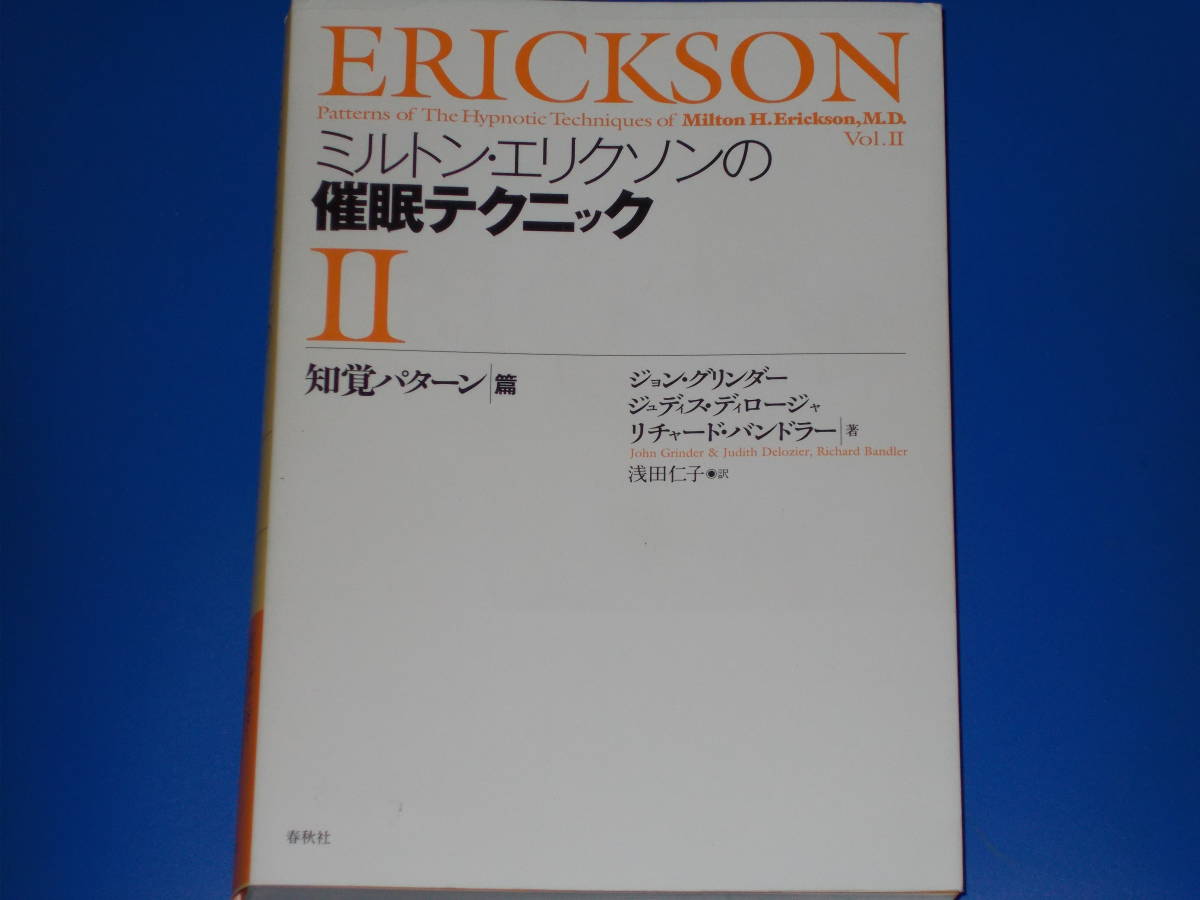 ERICKSON
Patterns of The Hypnotic Techniques of Milton H. Erickson, M.D.
Vol. II
ミルトン・エリクソンの
催眠テクニック
II
知覚パターン篇
ジョン・グリンダー
ジュディス・ディロージャ
リチャード・バンドラー 著
John Grinder & Judith Delozier, Richard Bandler
浅田仁子◉訳
春秋社